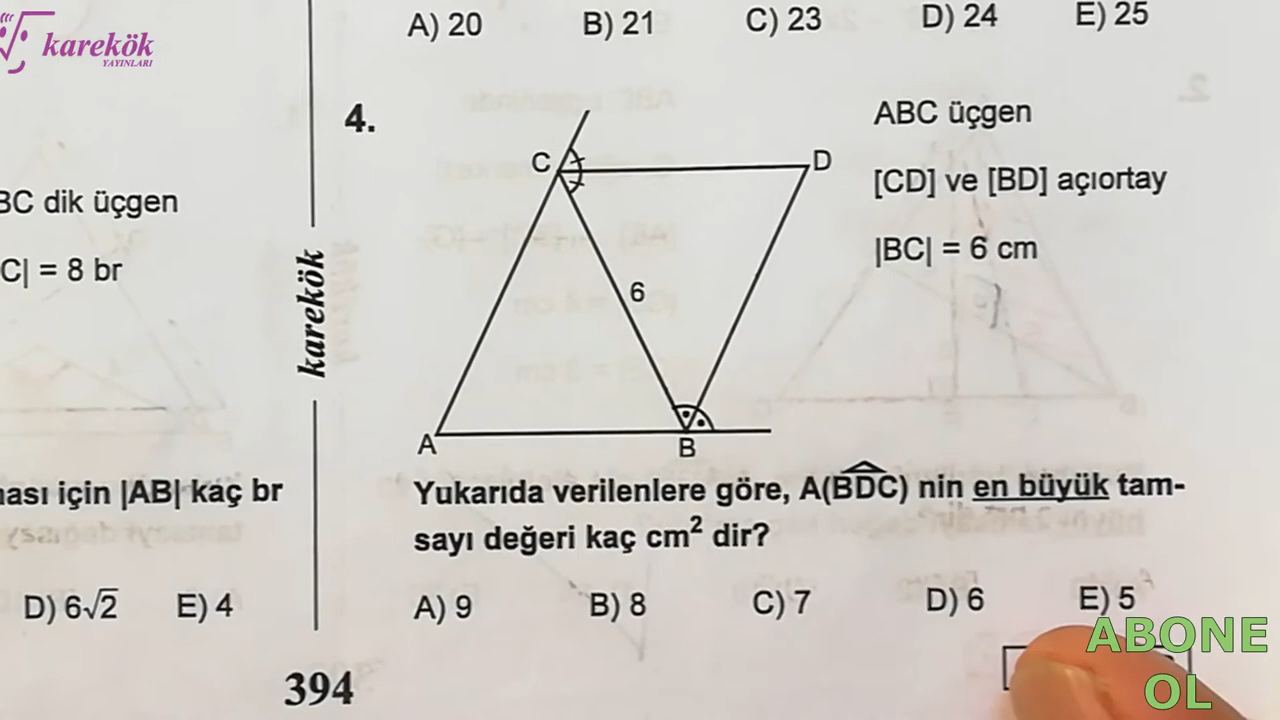 karekök
YAYINLARI
A) 20 B) 21 C) 23 D) 24 E) 25
BC dik üçgen
C| = 8 br
karekök
ması için |AB| kaç br
D) 6√2 E) 4
394
4.
C
D
6
A
B
ABC üçgen
[CD] ve [BD] açıortay
|BC| = 6 cm
Yukarıda verilenlere göre, A(BDC) nin en büyük tam-
sayı değeri kaç cm² dir?
A) 9 B) 8 C) 7 D) 6 E) 5
ABONE
OL